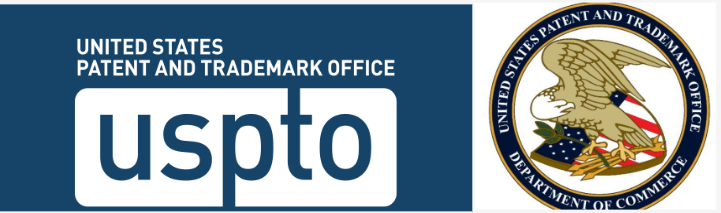 UNITED STATES
PATENT AND TRADEMARK OFFICE
uspto
UNITED STATES PATENT AND TRADEMARK OFFICE
DEPARTMENT OF COMMERCE